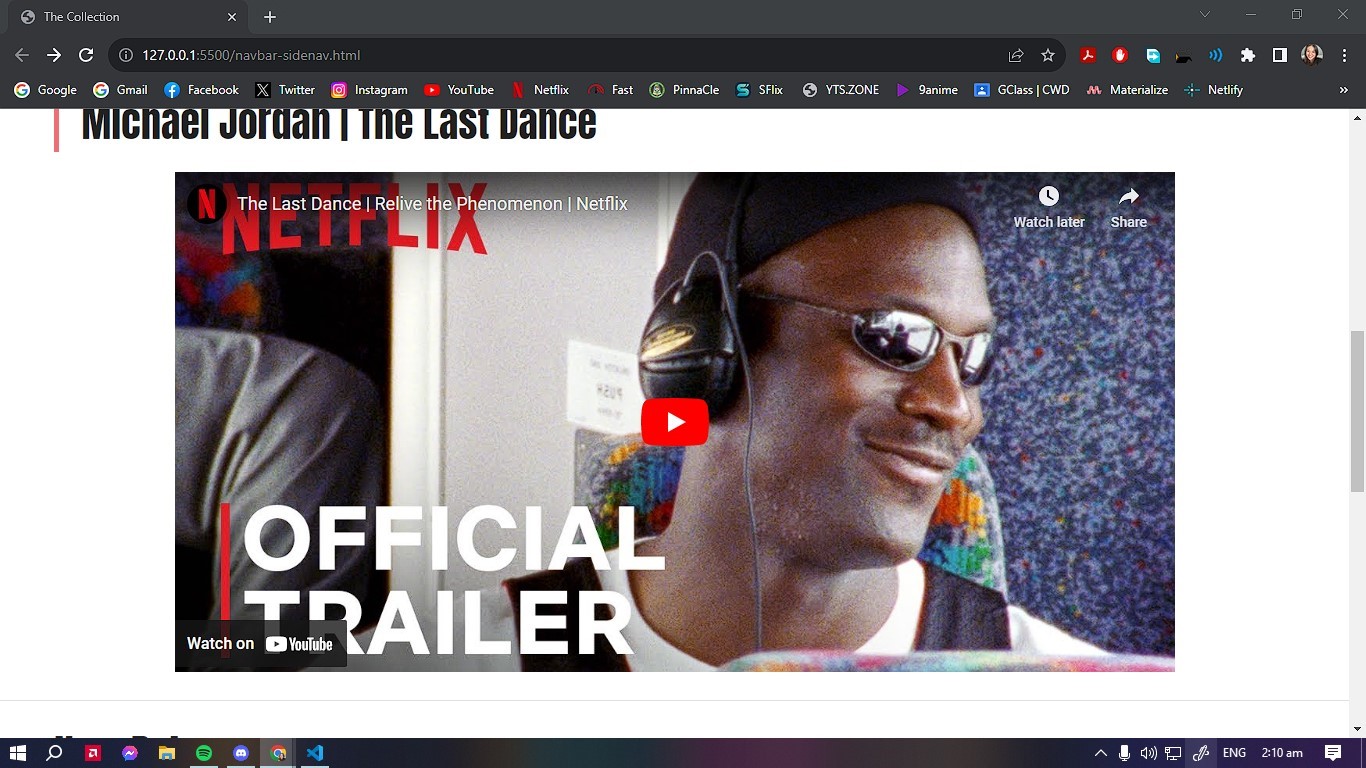 The Collection
127.0.0.1:5500/navbar-sidenav.html
Google Gmail Facebook Twitter Instagram YouTube Netflix Fast PinnaCle SFlix YTS.ZONE 9anime GClass | CWD Materialize Netlify »
Michael Jordan | The Last Dance
NETFLIX
The Last Dance | Relive the Phenomenon | Netflix
Watch later Share
PUSH
OFFICIAL
TRAILER
Watch on YouTube
ENG 2:10 am